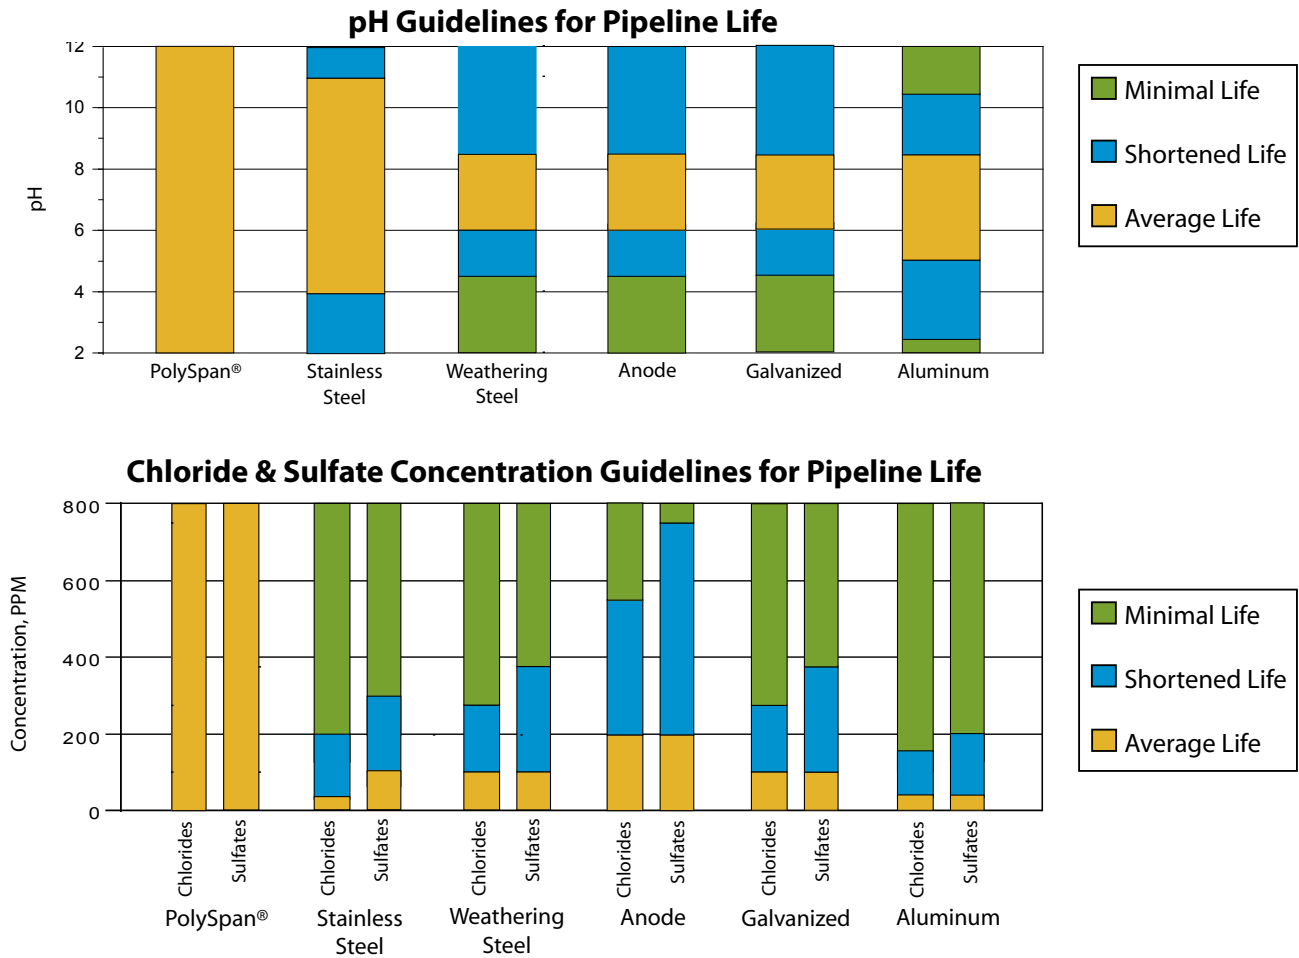 pH Guidelines for Pipeline Life
12
10
8
6
4
2
pH
PolySpan®
Stainless
Steel
Weathering
Steel
Anode
Galvanized
Aluminum
Minimal Life
Shortened Life
Average Life
Chloride & Sulfate Concentration Guidelines for Pipeline Life
800
600
400
200
0
Concentration, PPM
Chlorides
Sulfates
Chlorides
Sulfates
Chlorides
Sulfates
Chlorides
Sulfates
Chlorides
Sulfates
Chlorides
Sulfates
PolySpan®
Stainless
Steel
Weathering
Steel
Anode
Galvanized
Aluminum
Minimal Life
Shortened Life
Average Life